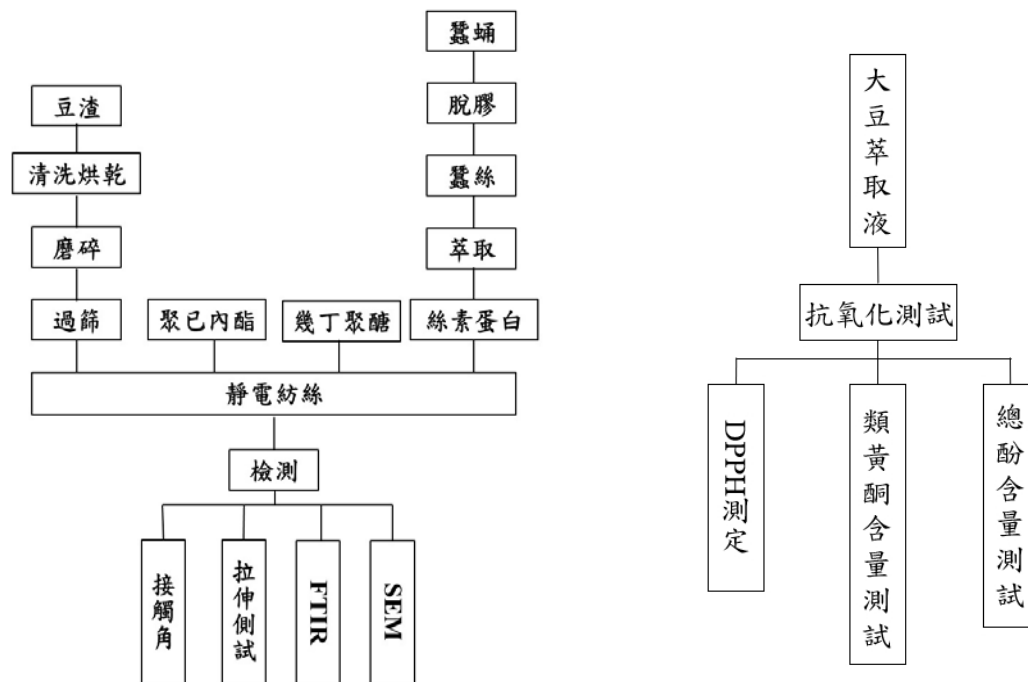 蠶蛹
豆渣
脫膠
清洗烘乾
蠶絲
磨碎
萃取
過篩
聚已內酯
幾丁聚醣
絲素蛋白
靜電紡絲
檢測
接觸角
拉伸側試
FTIR
SEM
大豆萃取液
抗氧化測試
DPPH測定
類黃酮含量測試
總酚含量測試